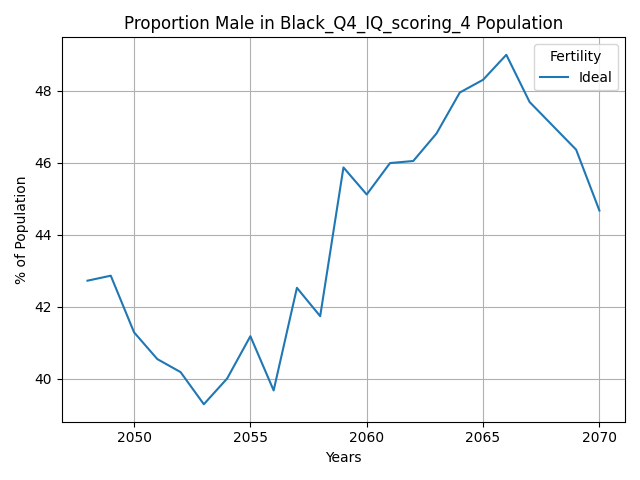 Proportion Male in Black_Q4_IQ_scoring_4 Population
Fertility
Ideal
% of Population
48
46
44
42
40
2050 2055 2060 2065 2070
Years